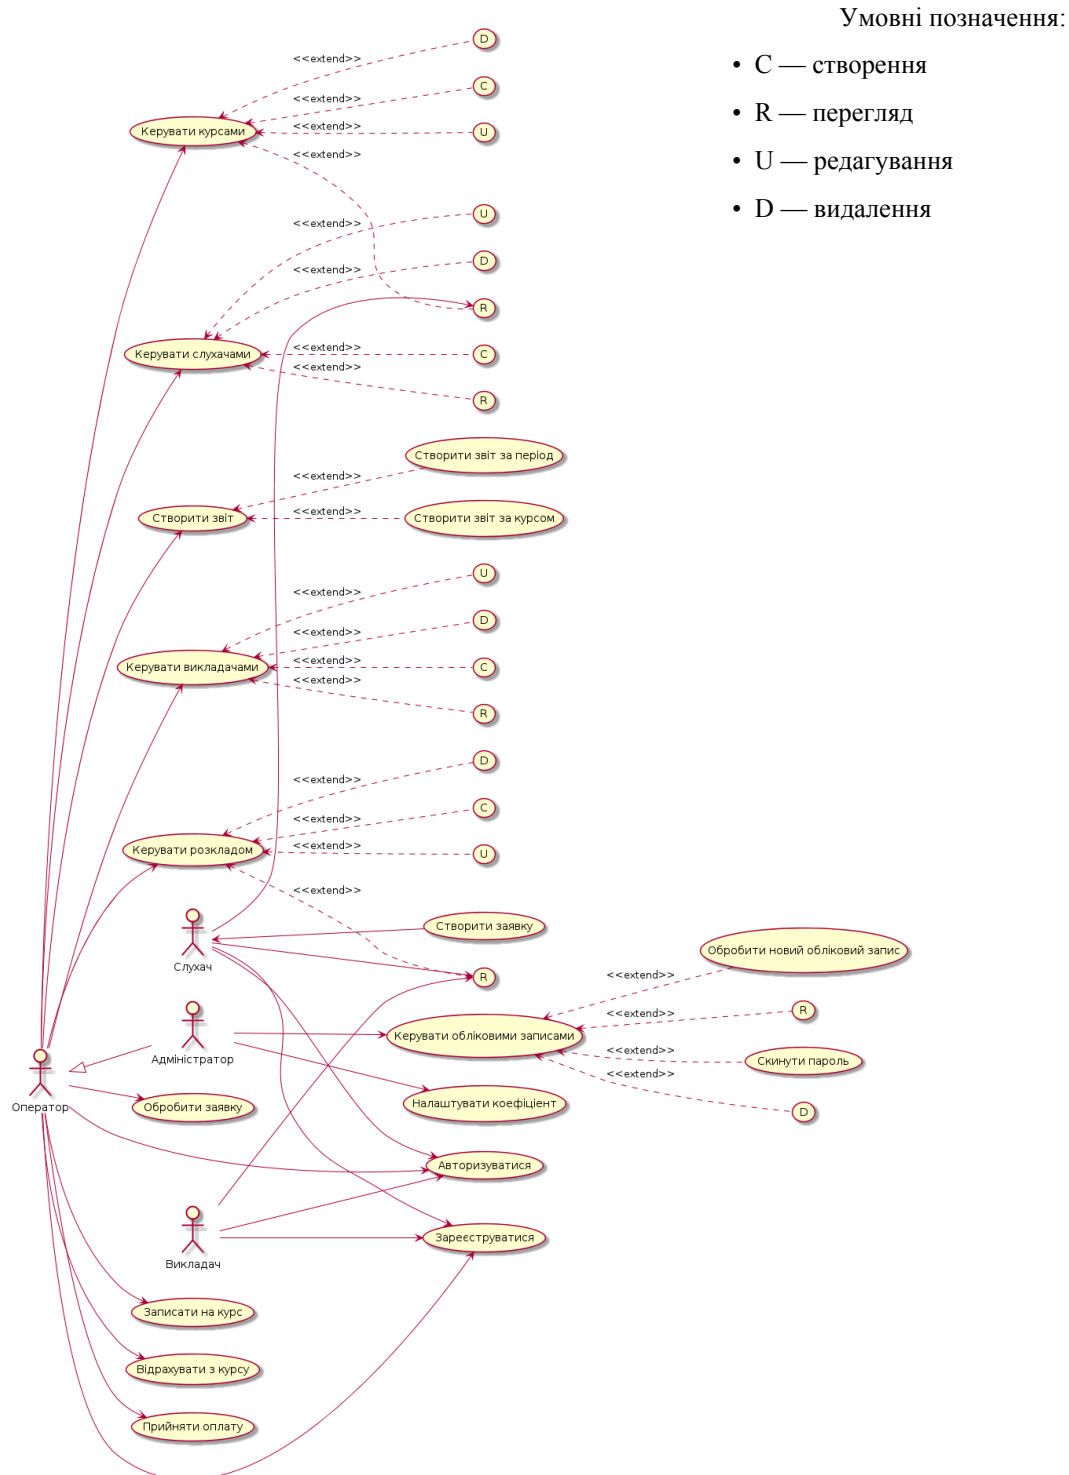 Умовні позначення:
• C — створення
• R — перегляд
• U — редагування
• D — видалення
D
<<extend>>
C
<<extend>>
Керувати курсами
<<extend>>
U
<<extend>>
U
<<extend>>
D
<<extend>>
R
Керувати слухачами
<<extend>>
C
<<extend>>
R
Створити звіт за період
<<extend>>
Створити звіт
<<extend>>
Створити звіт за курсом
U
<<extend>>
D
<<extend>>
Керувати викладачами
C
<<extend>>
R
D
<<extend>>
C
<<extend>>
Керувати розкладом
<<extend>>
U
<<extend>>
Створити заявку
Слухач
R
Обробити новий обліковий запис
<<extend>>
R
<<extend>>
Адміністратор
Керувати обліковими записами
<<extend>>
Скинути пароль
<<extend>>
D
Оператор
Обробити заявку
Налаштувати коефіціент
Авторизуватися
Викладач
Зареєструватися
Записати на курс
Відрахувати з курсу
Прийняти оплату